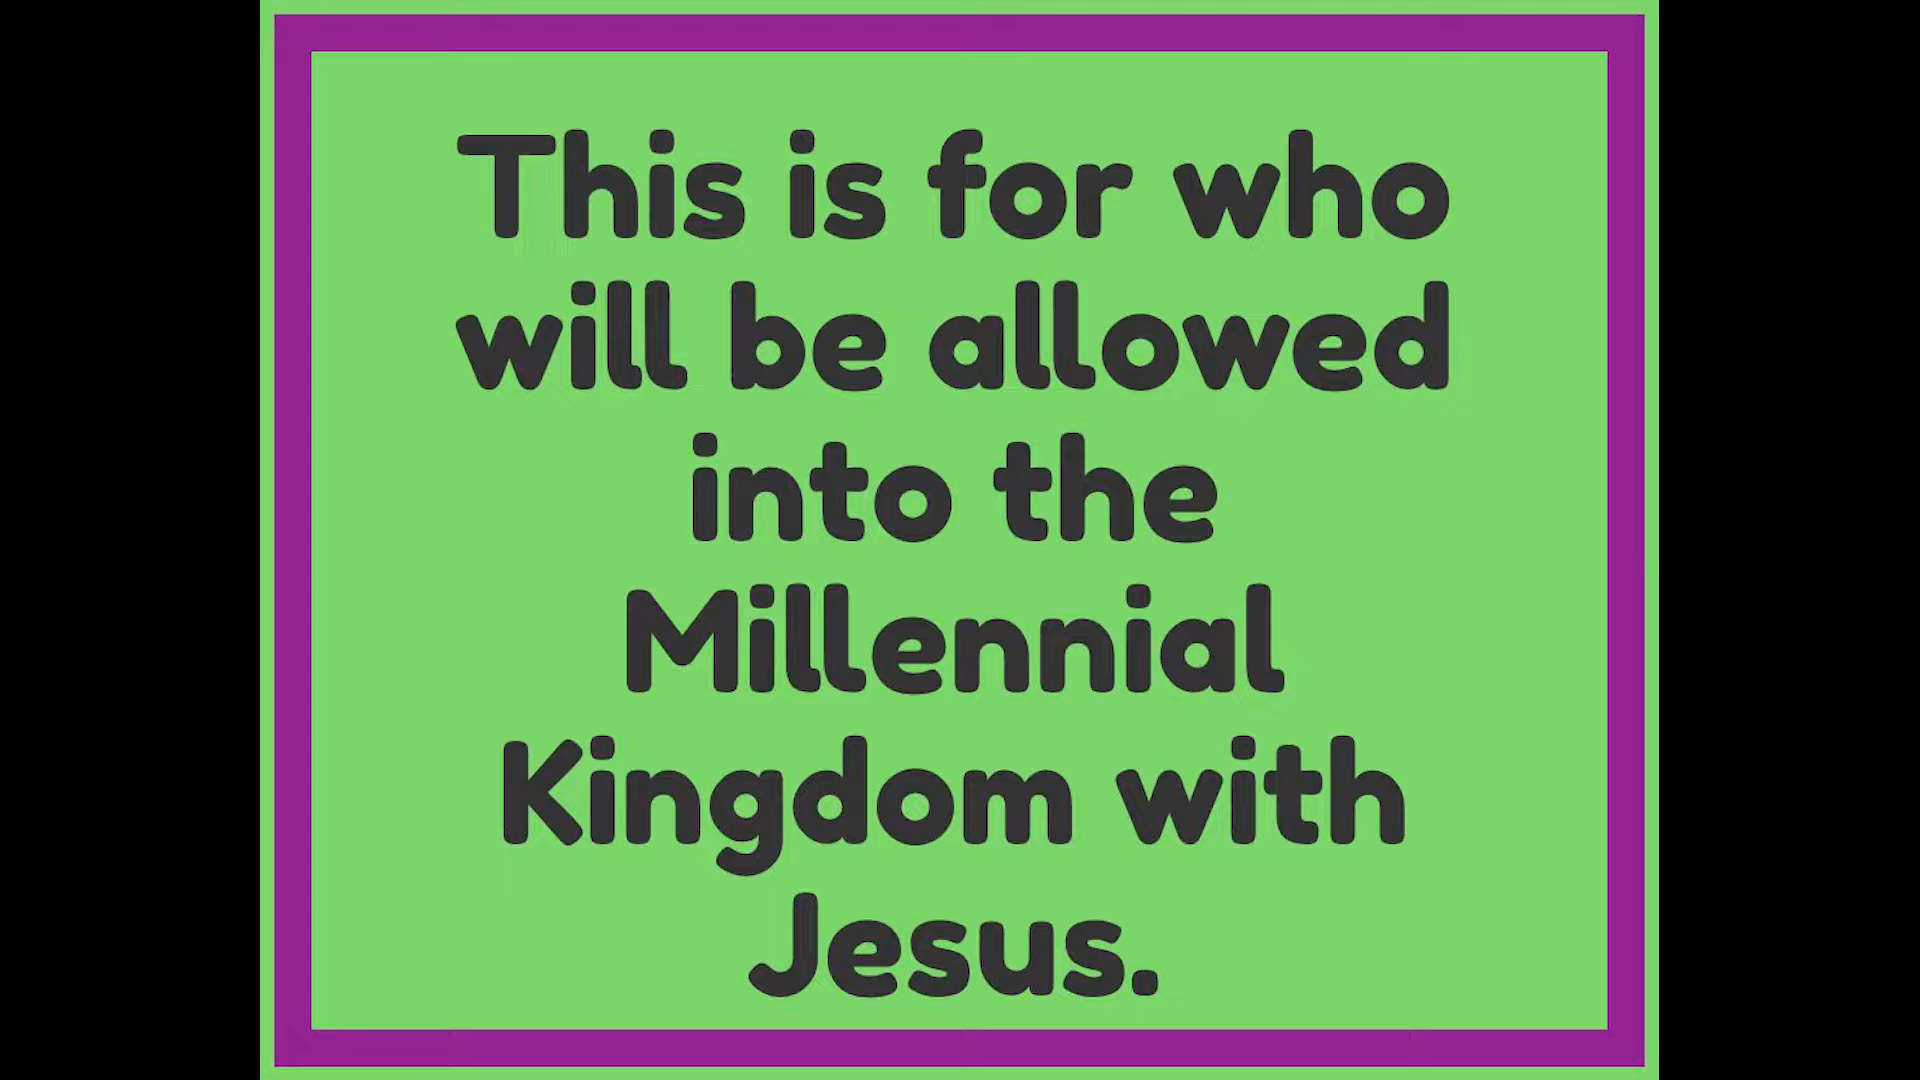 This is for who
will be allowed
into the
Millennial
Kingdom with
Jesus.